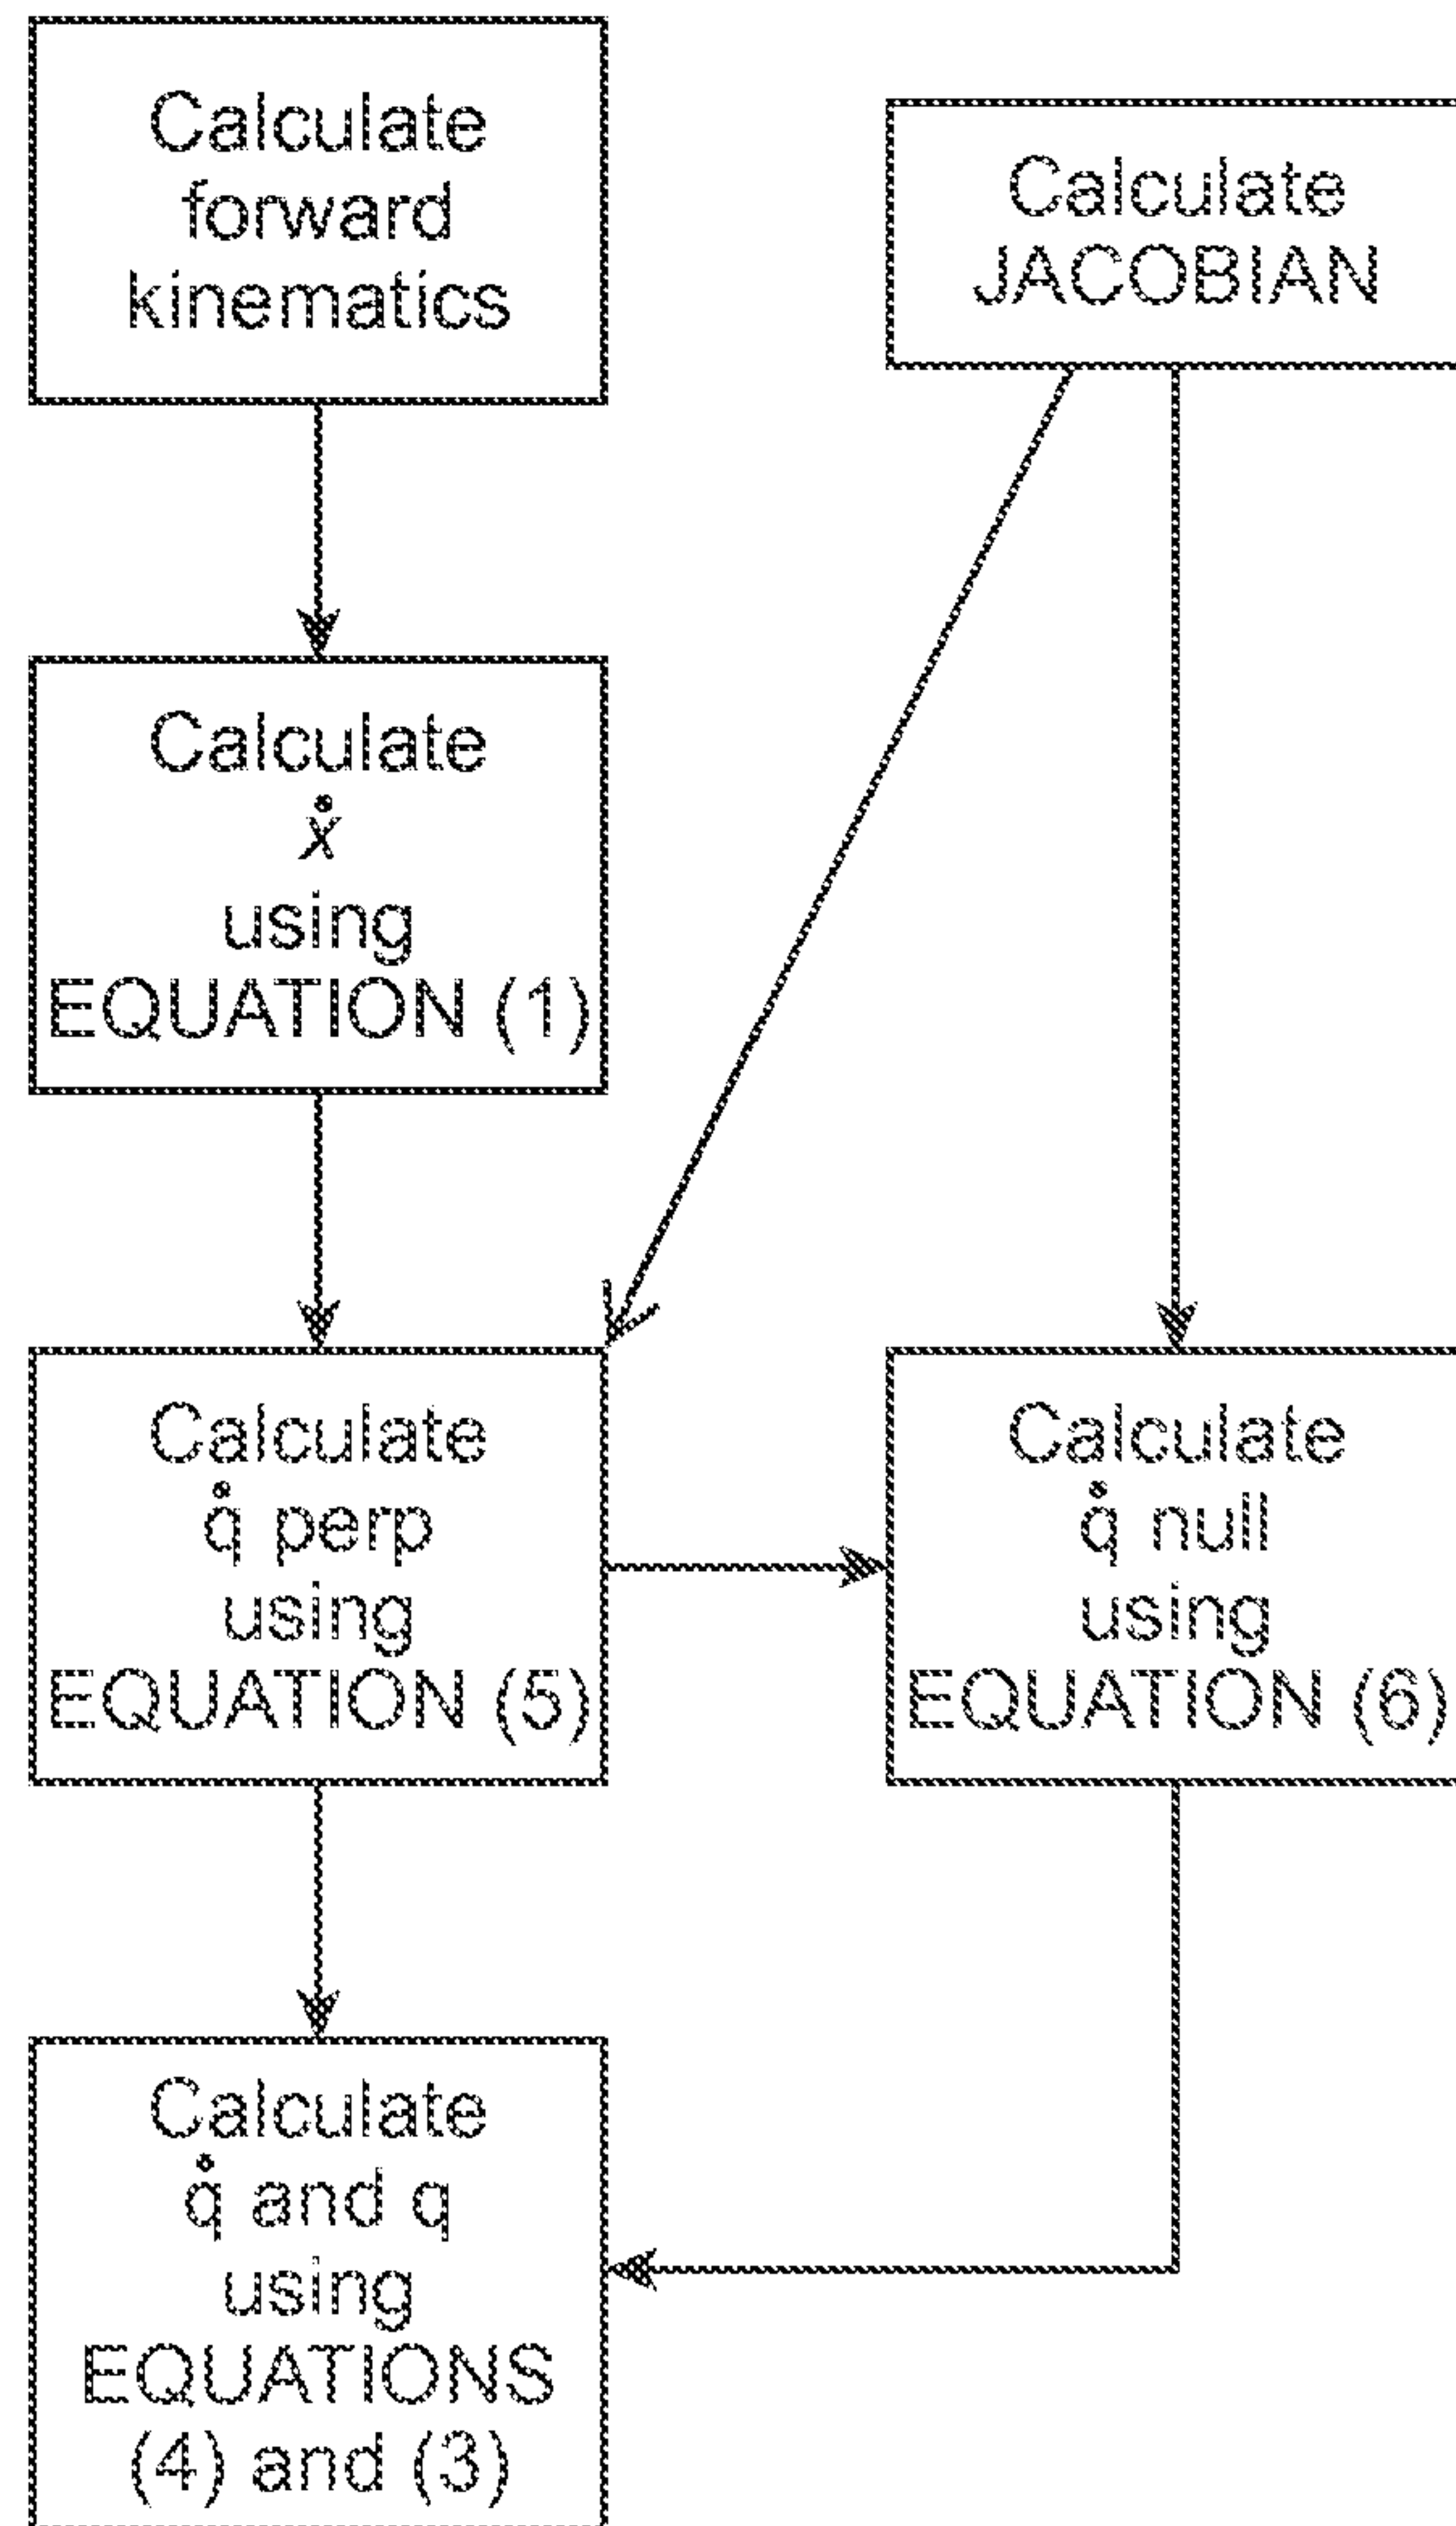 Calculate
forward
kinematics
Calculate
JACOBIAN
Calculate
ẋ
using
EQUATION (1)
Calculate
q̇ perp
using
EQUATION (5)
Calculate
q̇ null
using
EQUATION (6)
Calculate
q̇ and q
using
EQUATIONS
(4) and (3)